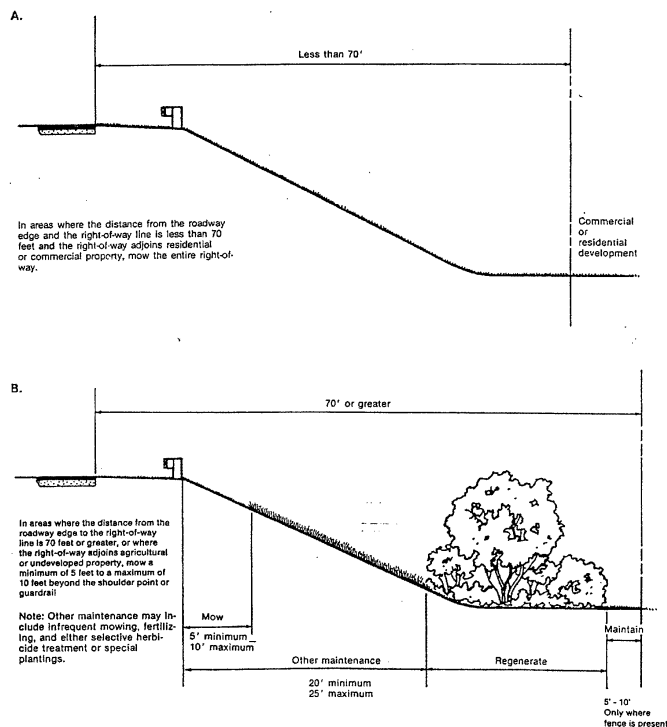 A.
Less than 70'
In areas where the distance from the roadway
edge and the right-of-way line is less than 70
feet and the right-of-way adjoins residential
or commercial property, mow the entire right-of-
way.
Commercial
or
residential
development
B.
70' or greater
In areas where the distance from the
roadway edge to the right-of-way
line is 70 feet or greater, or where
the right-of-way adjoins agricultural
or undeveloped property, mow a
minimum of 5 feet to a maximum of
10 feet beyond the shoulder point or
guardrail
Note: Other maintenance may in-
clude infrequent mowing, fertiliz-
ing, and either selective herbi-
cide treatment or special
plantings.
Mow
5' minimum
10' maximum
Other maintenance
20' minimum
25' maximum
Regenerate
Maintain
5' - 10'
Only where
fence is present